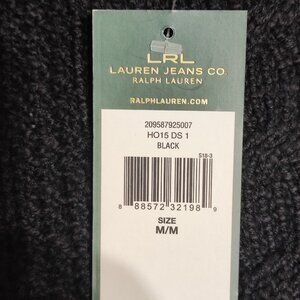 LRL
LAUREN JEANS CO.
RALPH LAUREN
RALPHLAUREN.COM
209587925007
HO15 DS 1
BLACK
S18-3
8 88572 32198 9
SIZE
M/M